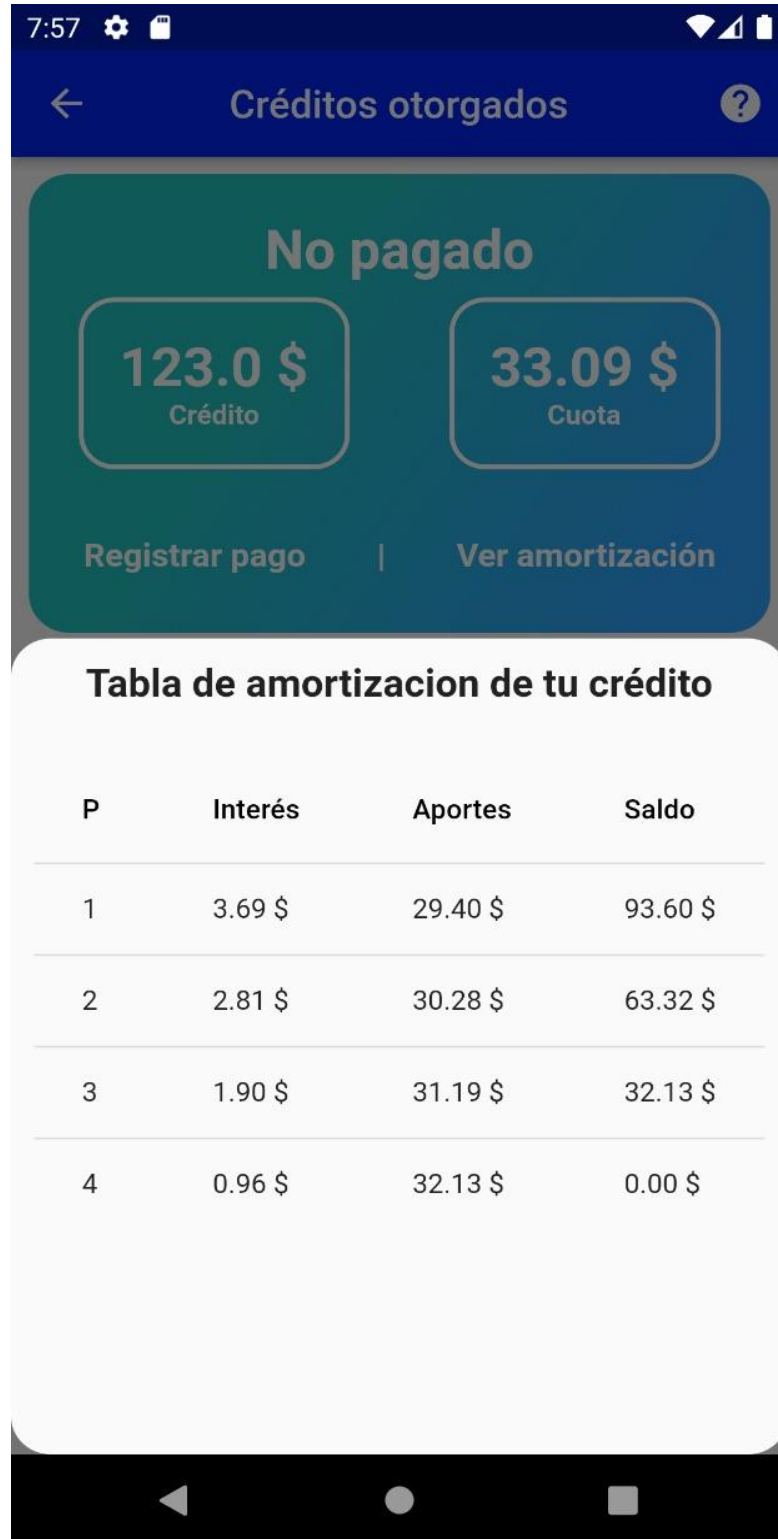 7:57
Créditos otorgados
No pagado
123.0 $ 33.09 $
Crédito Cuota
Registrar pago | Ver amortización
Tabla de amortizacion de tu crédito
P Interés Aportes Saldo
1 3.69 $ 29.40 $ 93.60 $
2 2.81 $ 30.28 $ 63.32 $
3 1.90 $ 31.19 $ 32.13 $
4 0.96 $ 32.13 $ 0.00 $